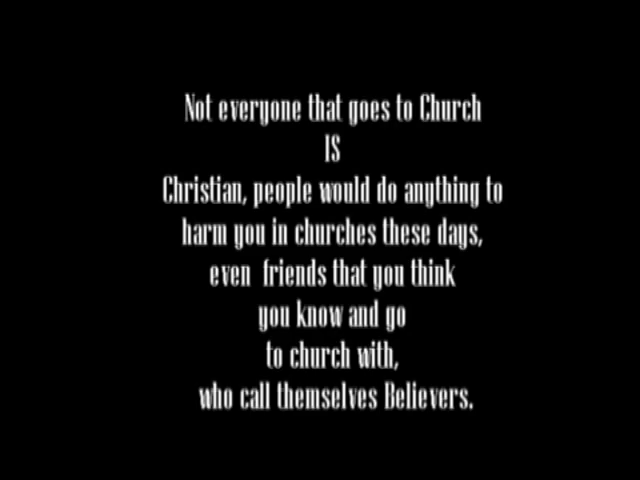 Not everyone that goes to Church
IS
Christian, people would do anything to
harm you in churches these days,
even friends that you think
you know and go
to church with,
who call themselves Believers.